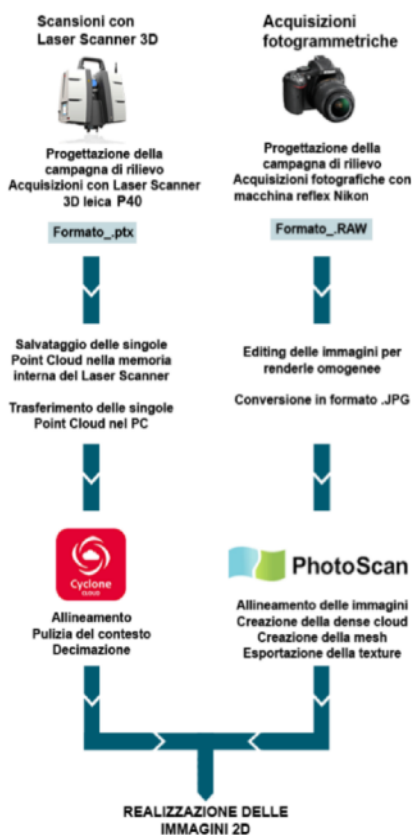 Scansioni con
Laser Scanner 3D
Progettazione della
campagna di rilievo
Acquisizioni con Laser Scanner
3D leica P40
Formato_.ptx
Salvataggio delle singole
Point Cloud nella memoria
interna del Laser Scanner
Trasferimento delle singole
Point Cloud nel PC
Cyclone
CLOUD
Allineamento
Pulizia del contesto
Decimazione
Acquisizioni
fotogrammetriche
Progettazione della
campagna di rilievo
Acquisizioni fotografiche con
macchina reflex Nikon
Formato_.RAW
Editing delle immagini per
renderle omogenee
Conversione in formato .JPG
PhotoScan
Allineamento delle immagini
Creazione della dense cloud
Creazione della mesh
Esportazione della texture
REALIZZAZIONE DELLE
IMMAGINI 2D